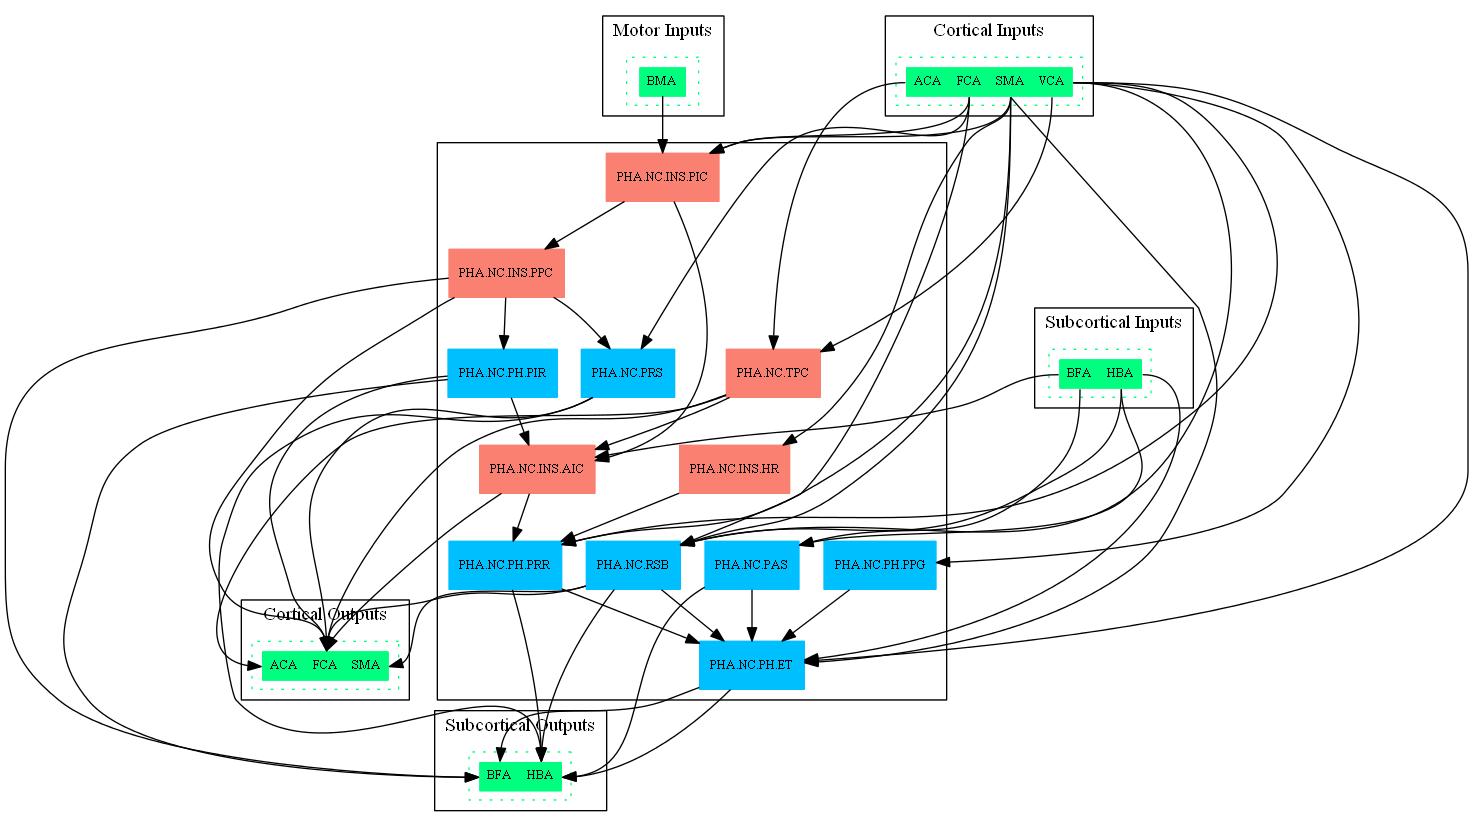 Motor Inputs
Cortical Inputs
BMA
ACA FCA SMA VCA
PHA.NC.INS.PIC
PHA.NC.INS.PPC
Subcortical Inputs
PHA.NC.PH.PIR
PHA.NC.PRS
PHA.NC.TPC
BFA HBA
PHA.NC.INS.AIC
PHA.NC.INS.HR
PHA.NC.PH.PRR
PHA.NC.RSB
PHA.NC.PAS
PHA.NC.PH.PPG
Cortical Outputs
ACA FCA SMA
PHA.NC.PH.ET
Subcortical Outputs
BFA HBA